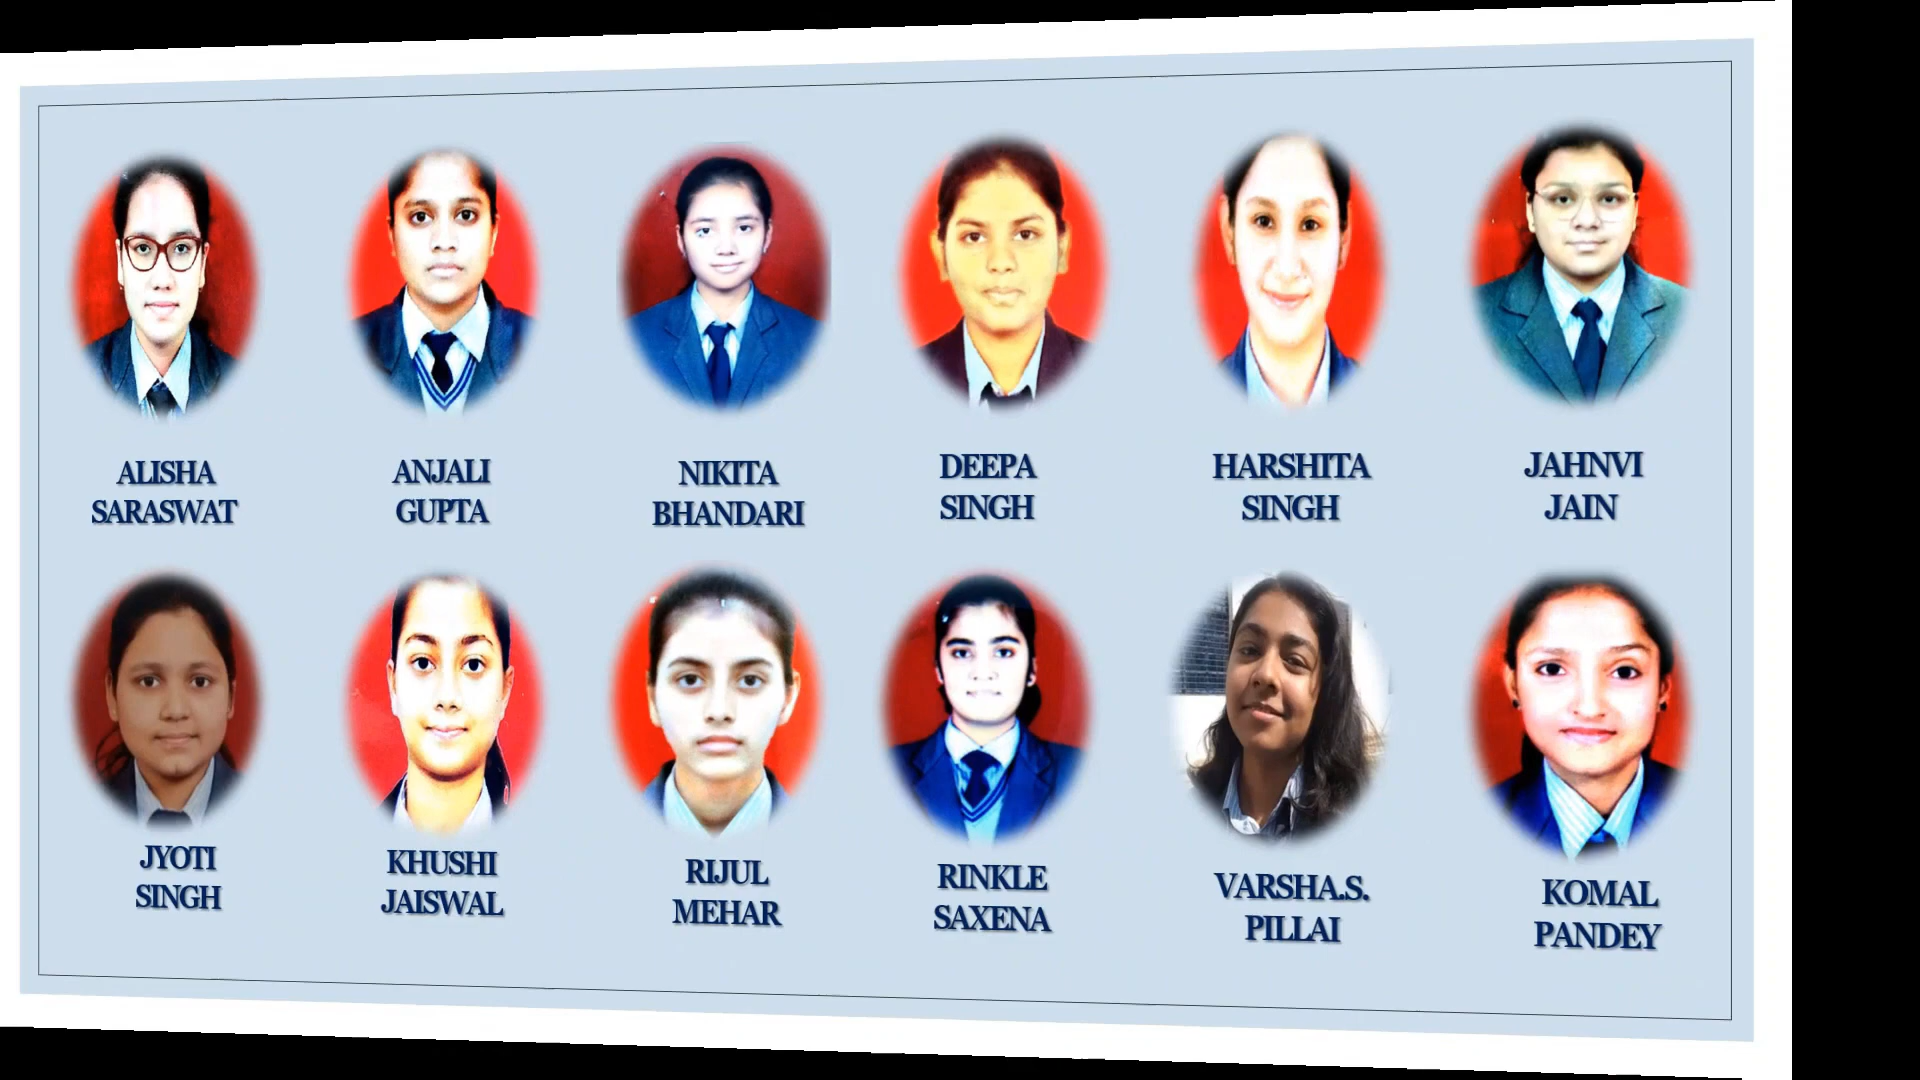 ALISHA
SARASWAT
ANJALI
GUPTA
NIKITA
BHANDARI
DEEPA
SINGH
HARSHITA
SINGH
JAHNVI
JAIN
JYOTI
SINGH
KHUSHI
JAISWAL
RIJUL
MEHAR
RINKLE
SAXENA
VARSHA.S.
PILLAI
KOMAL
PANDEY